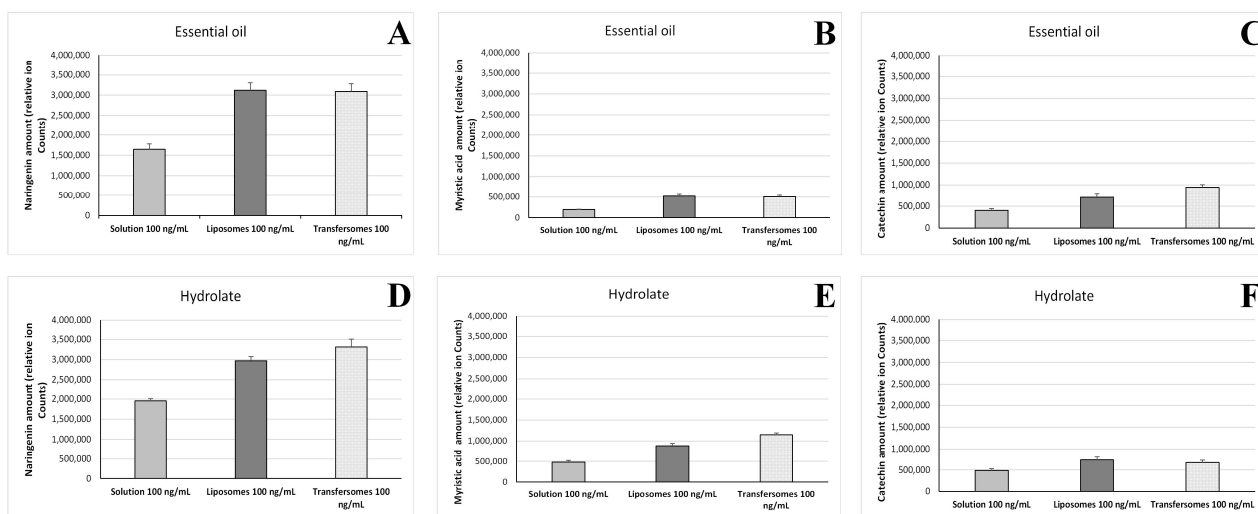 Essential oil
A
Naringenin amount (relative ion
Counts)
4,000,000
3,500,000
3,000,000
2,500,000
2,000,000
1,500,000
1,000,000
500,000
0
Solution 100 ng/mL
Liposomes 100 ng/mL
Transfersomes 100
ng/mL
Essential oil
B
Myristic acid amount (relative ion
Counts)
4,000,000
3,500,000
3,000,000
2,500,000
2,000,000
1,500,000
1,000,000
500,000
0
Solution 100 ng/mL
Liposomes 100 ng/mL
Transfersomes 100
ng/mL
Essential oil
C
Catechin amount (relative ion Counts)
4,000,000
3,500,000
3,000,000
2,500,000
2,000,000
1,500,000
1,000,000
500,000
0
Solution 100 ng/mL
Liposomes 100 ng/mL
Transfersomes 100 ng/mL
Hydrolate
D
Naringenin amount (relative ion
Counts)
4,000,000
3,500,000
3,000,000
2,500,000
2,000,000
1,500,000
1,000,000
500,000
0
Solution 100 ng/mL
Liposomes 100 ng/mL
Transfersomes 100
ng/mL
Hydrolate
E
Myristic acid amount (relative ion Counts)
4,000,000
3,500,000
3,000,000
2,500,000
2,000,000
1,500,000
1,000,000
500,000
0
Solution 100 ng/mL
Liposomes 100 ng/mL
Transfersomes 100
ng/mL
Hydrolate
F
Catechin amount (relative ion Counts)
4,000,000
3,500,000
3,000,000
2,500,000
2,000,000
1,500,000
1,000,000
500,000
0
Solution 100 ng/mL
Liposomes 100 ng/mL
Transfersomes 100 ng/mL